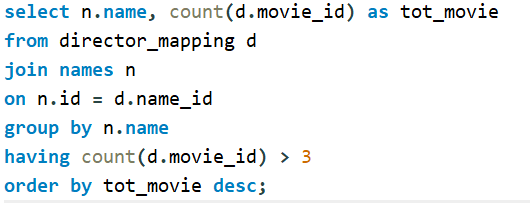 select n.name, count(d.movie_id) as tot_movie
from director_mapping d
join names n
on n.id = d.name_id
group by n.name
having count(d.movie_id) > 3
order by tot_movie desc;